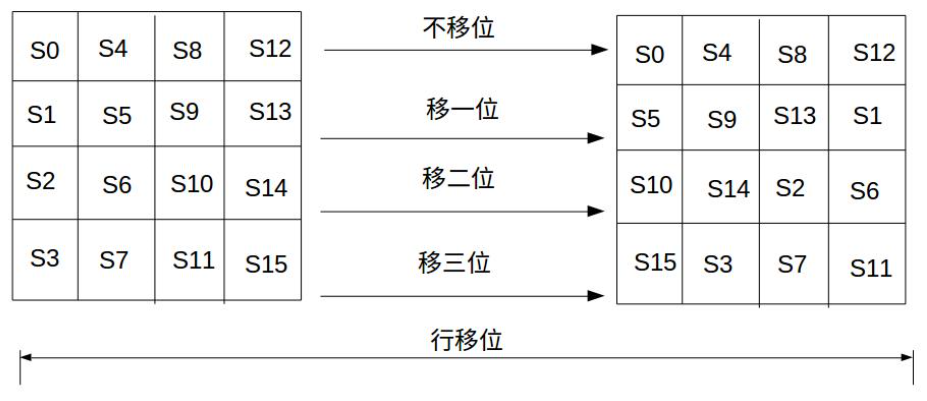 S0 S4 S8 S12 不移位 S0 S4 S8 S12
S1 S5 S9 S13 移一位 S5 S9 S13 S1
S2 S6 S10 S14 移二位 S10 S14 S2 S6
S3 S7 S11 S15 移三位 S15 S3 S7 S11
行移位